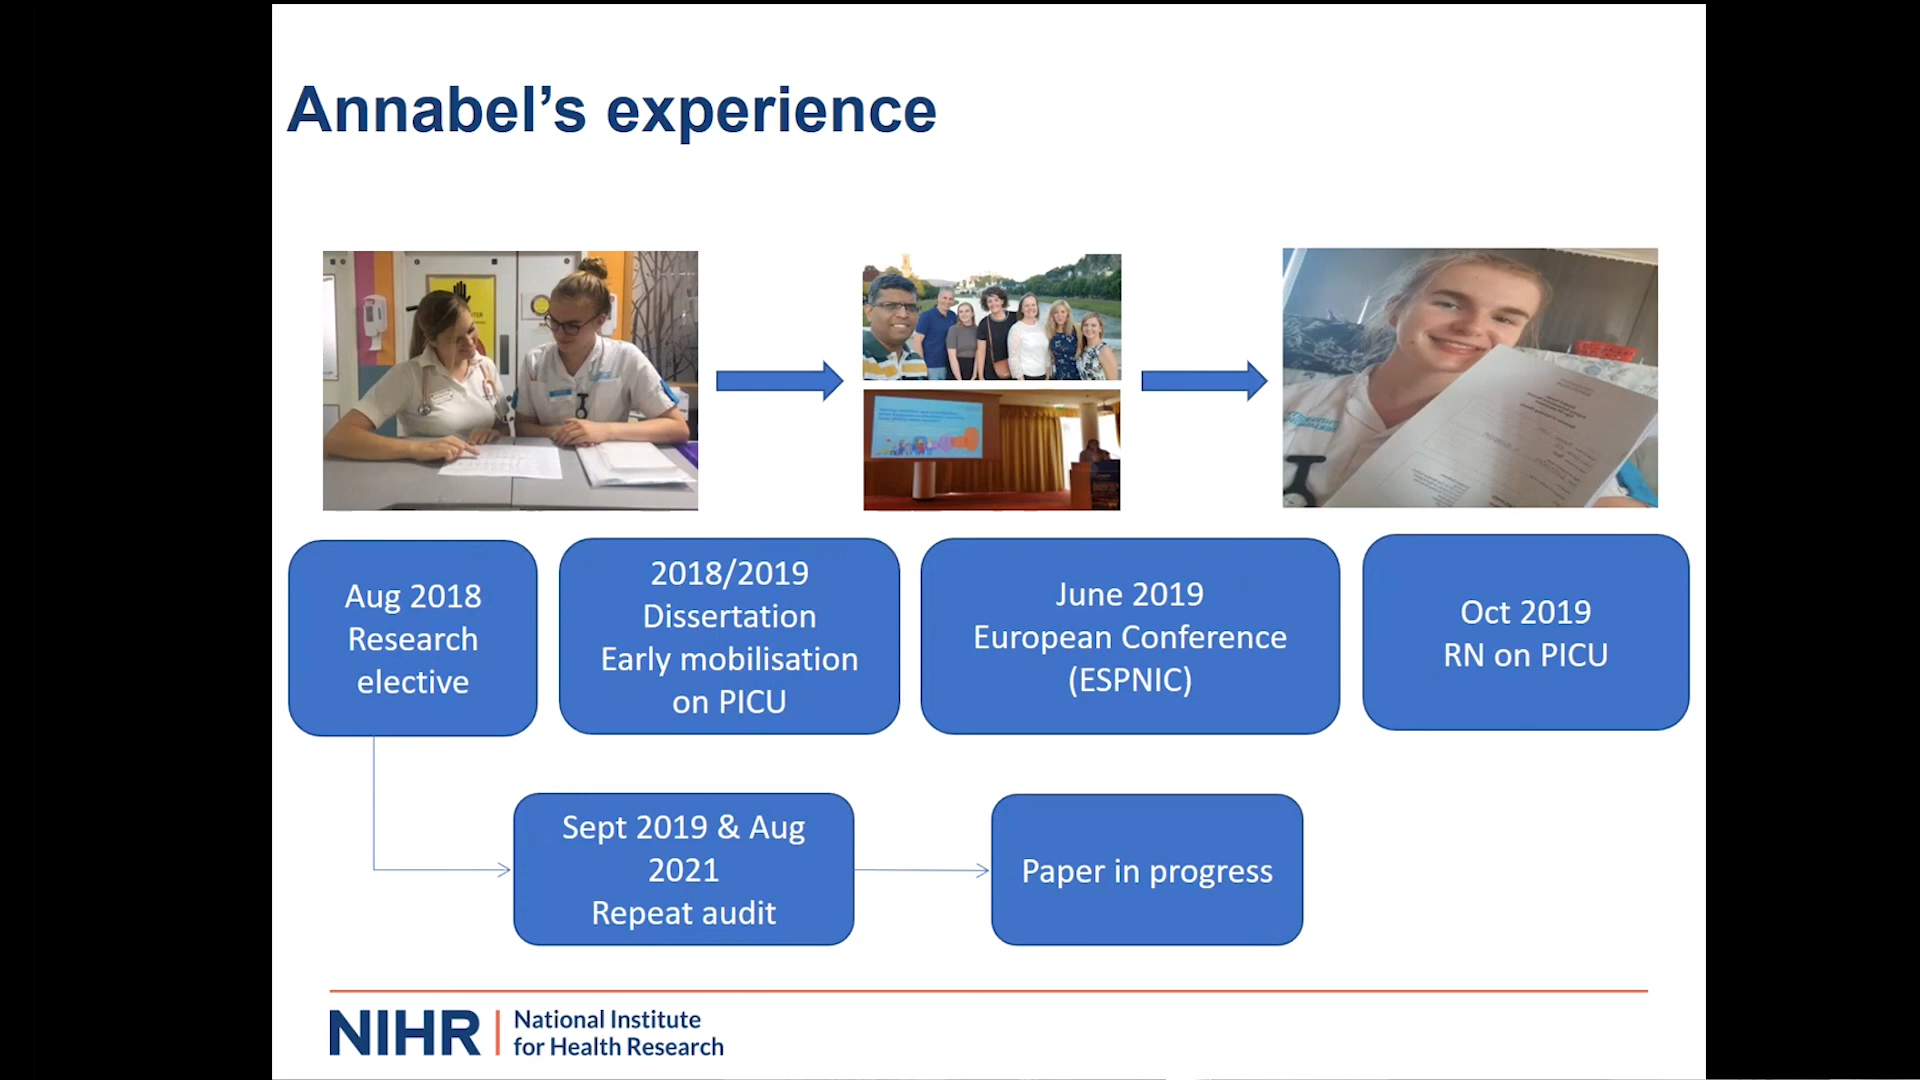 Annabel’s experience
Aug 2018
Research
elective
2018/2019
Dissertation
Early mobilisation
on PICU
June 2019
European Conference
(ESPNIC)
Oct 2019
RN on PICU
Sept 2019 & Aug
2021
Repeat audit
Paper in progress
NIHR
National Institute
for Health Research